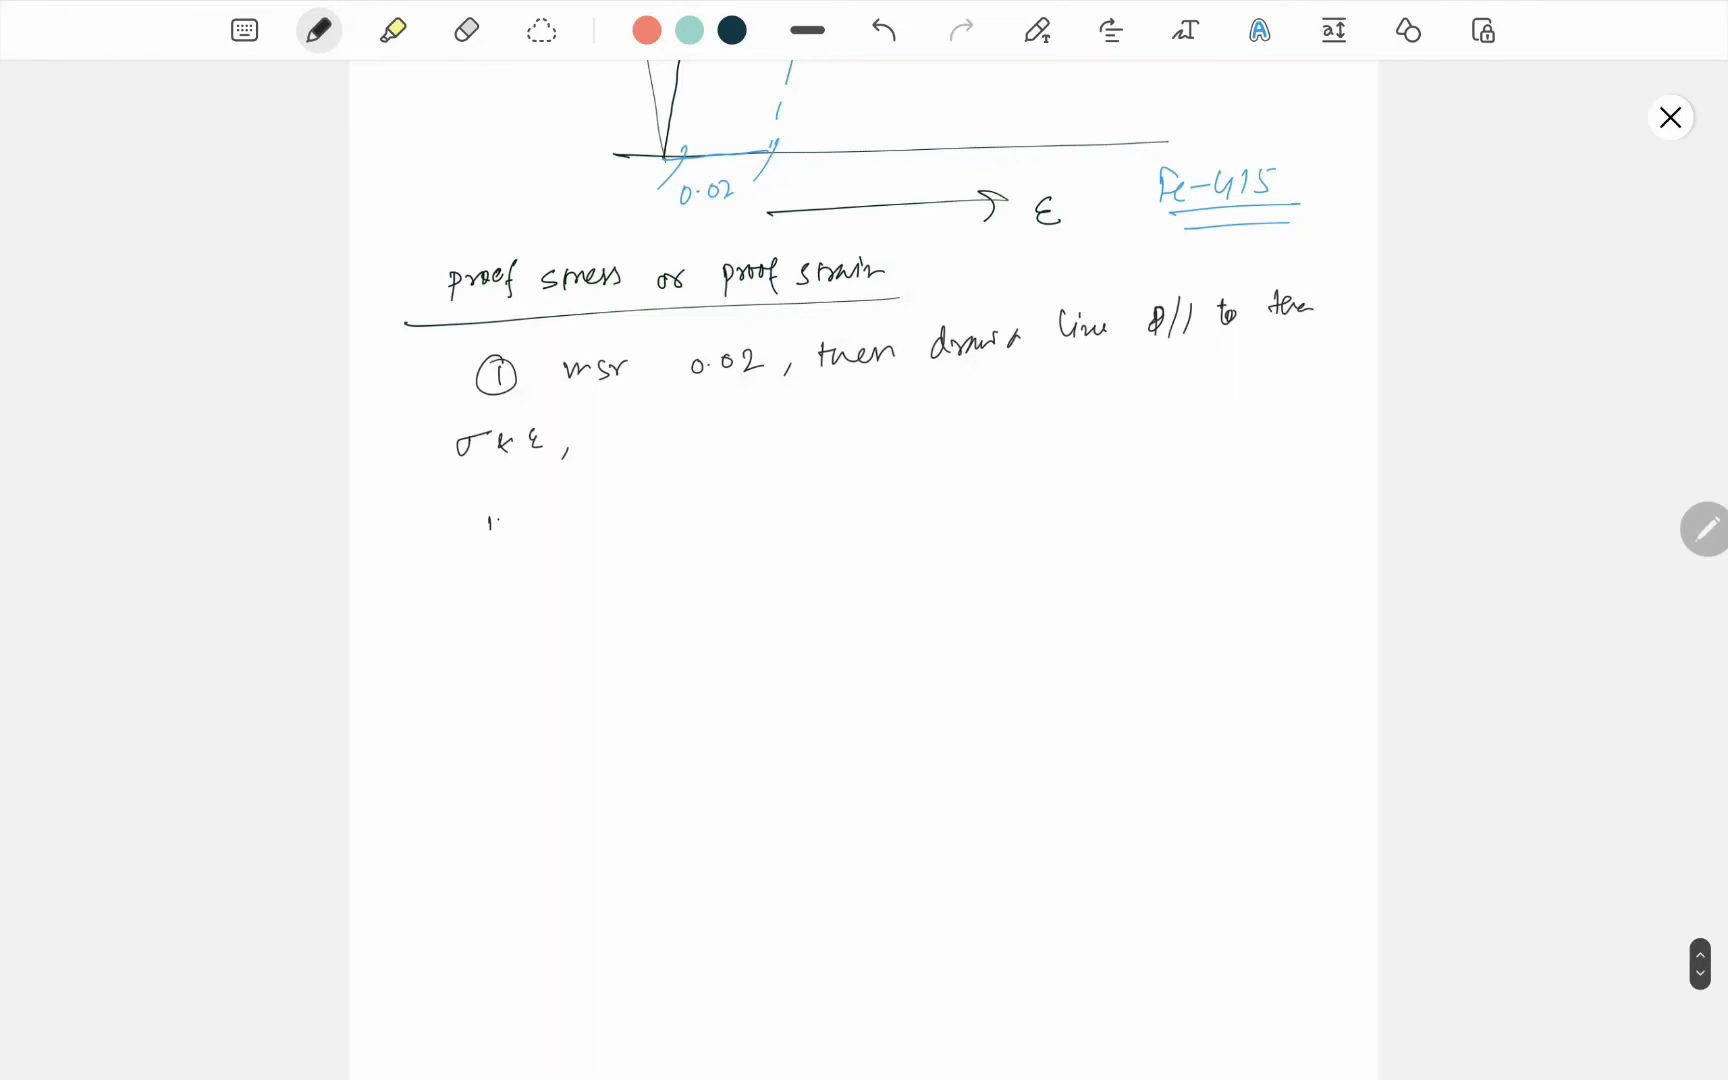 0.02
ε
Fe-415
proof stress or proof strain
① msr 0.02, then draw a line // to the
σ & ε,